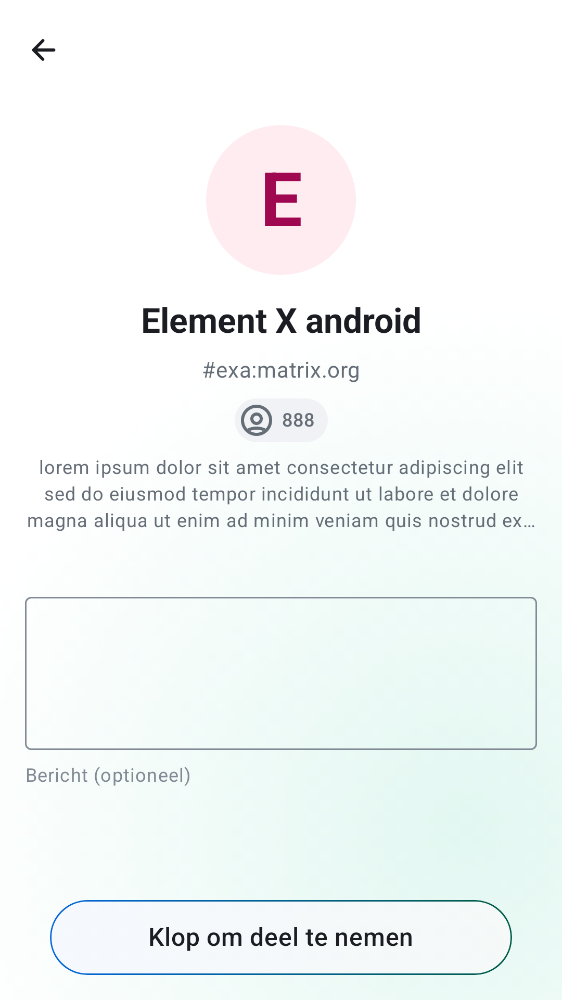 E
Element X android
#exa:matrix.org
888
lorem ipsum dolor sit amet consectetur adipiscing elit
sed do eiusmod tempor incididunt ut labore et dolore
magna aliqua ut enim ad minim veniam quis nostrud ex…
Bericht (optioneel)
Klop om deel te nemen